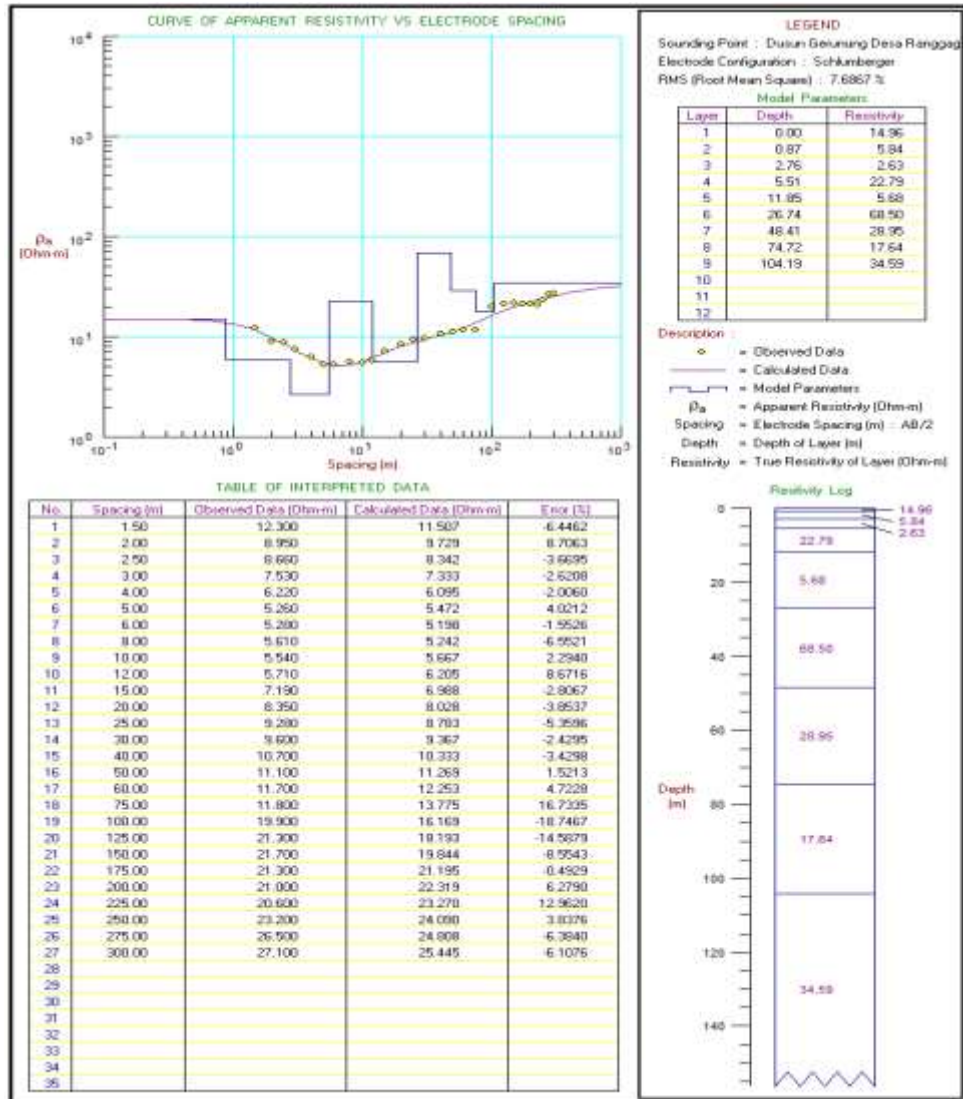 CURVE OF APPARENT RESISTIVITY VS ELECTRODE SPACING
10^4
10^3
10^2
10^1
10^0
ρa
(Ohm-m)
10^-1 10^0 10^1 10^2 10^3
Spacing (m)
LEGEND
Sounding Point : Dusun Gerunung Desa Ranggag
Electrode Configuration : Schlumberger
RMS (Root Mean Square) : 7.6867 %
Model Parameters
Layer Depth Resistivity
1 0.00 14.96
2 0.87 5.84
3 2.76 2.63
4 5.51 22.79
5 11.85 5.68
6 26.74 68.50
7 48.41 28.95
8 74.72 17.64
9 104.19 34.59
10
11
12
Description :
= Observed Data
= Calculated Data
= Model Parameters
ρa = Apparent Resistivity (Ohm-m)
Spacing = Electrode Spacing (m) : AB/2
Depth = Depth of Layer (m)
Resistivity = True Resistivity of Layer (Ohm-m)
TABLE OF INTERPRETED DATA
No. Spacing (m) Observed Data (Ohm-m) Calculated Data (Ohm-m) Error (%)
1 1.50 12.300 11.507 -6.4462
2 2.00 8.950 9.729 8.7063
3 2.50 8.660 8.342 -3.6695
4 3.00 7.530 7.333 -2.6208
5 4.00 6.220 6.095 -2.0060
6 5.00 5.260 5.472 4.0212
7 6.00 5.280 5.198 -1.5526
8 8.00 5.610 5.242 -6.5521
9 10.00 5.540 5.667 2.2940
10 12.00 5.710 6.205 8.6716
11 15.00 7.190 6.988 -2.8067
12 20.00 8.350 8.028 -3.8537
13 25.00 9.280 8.783 -5.3596
14 30.00 9.600 9.367 -2.4295
15 40.00 10.700 10.333 -3.4298
16 50.00 11.100 11.269 1.5213
17 60.00 11.700 12.253 4.7228
18 75.00 11.800 13.775 16.7335
19 100.00 19.900 16.169 -18.7467
20 125.00 21.300 18.193 -14.5879
21 150.00 21.700 19.844 -8.5543
22 175.00 21.300 21.195 -0.4929
23 200.00 21.000 22.319 6.2790
24 225.00 20.600 23.270 12.9620
25 250.00 23.200 24.090 3.8376
26 275.00 26.500 24.808 -6.3840
27 300.00 27.100 25.445 -6.1076
28
29
30
31
32
33
34
35
Resitivity Log
Depth
(m)
0
20
40
60
80
100
120
140
14.96
5.84
2.63
22.79
5.68
68.50
28.95
17.64
34.59